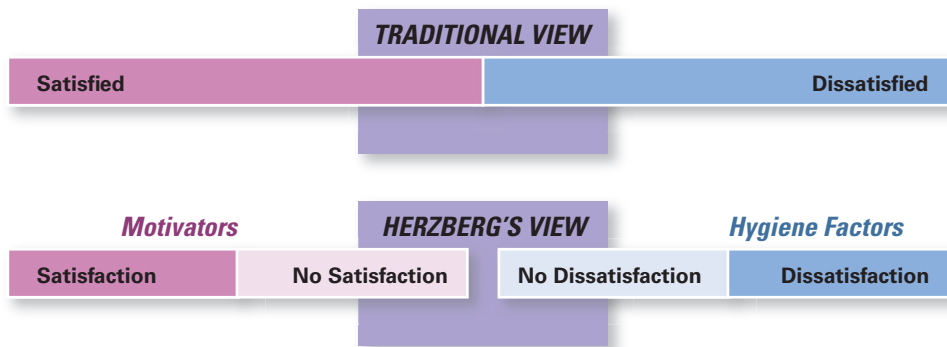 TRADITIONAL VIEW
Satisfied Dissatisfied
Motivators HERZBERG'S VIEW Hygiene Factors
Satisfaction No Satisfaction No Dissatisfaction Dissatisfaction